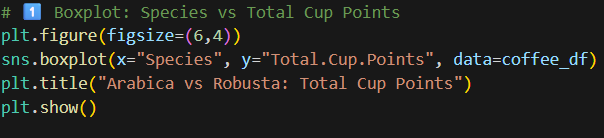 # 1️⃣ Boxplot: Species vs Total Cup Points
plt.figure(figsize=(6,4))
sns.boxplot(x="Species", y="Total.Cup.Points", data=coffee_df)
plt.title("Arabica vs Robusta: Total Cup Points")
plt.show()